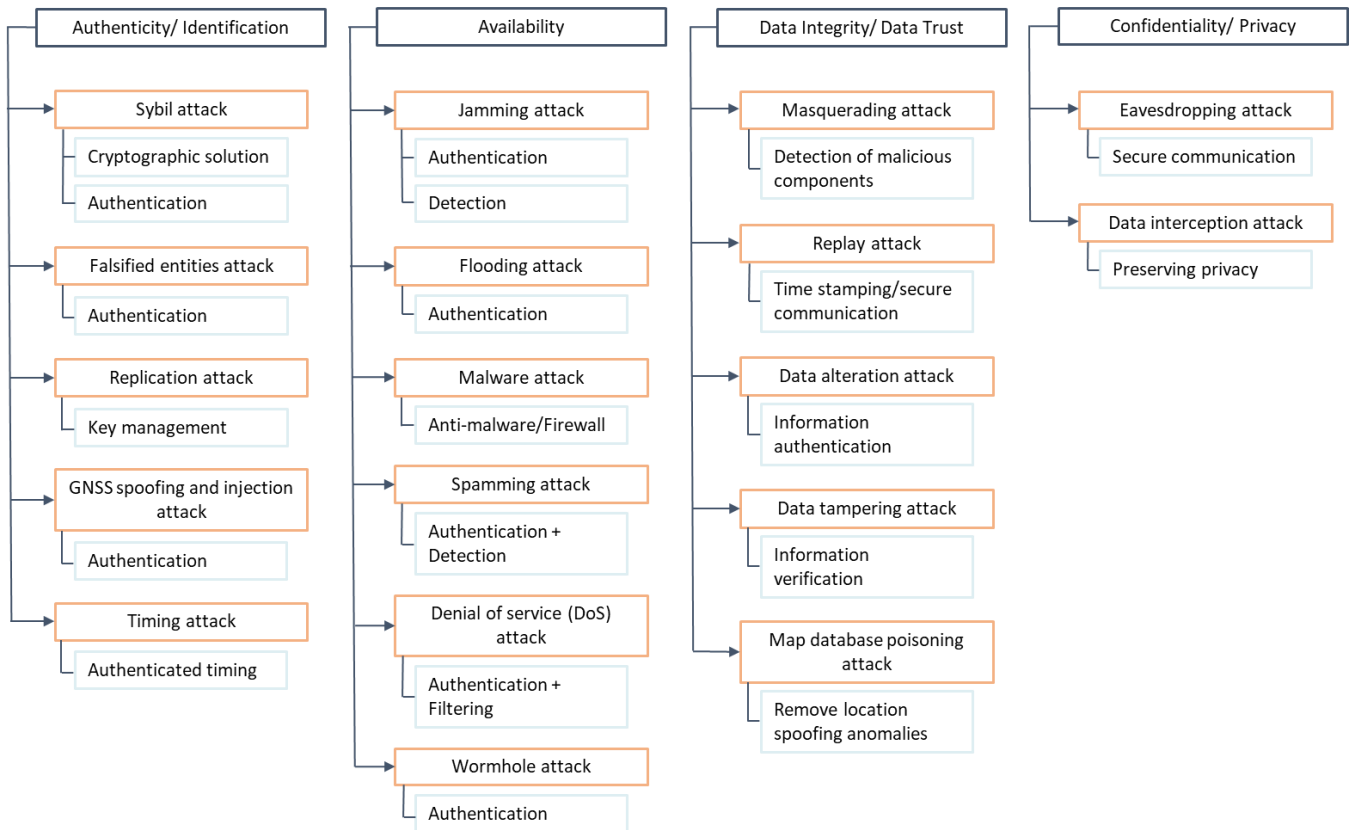 Authenticity/ Identification
Sybil attack
Cryptographic solution
Authentication
Falsified entities attack
Authentication
Replication attack
Key management
GNSS spoofing and injection
attack
Authentication
Timing attack
Authenticated timing
Availability
Jamming attack
Authentication
Detection
Flooding attack
Authentication
Malware attack
Anti-malware/Firewall
Spamming attack
Authentication +
Detection
Denial of service (DoS)
attack
Authentication +
Filtering
Wormhole attack
Authentication
Data Integrity/ Data Trust
Masquerading attack
Detection of malicious
components
Replay attack
Time stamping/secure
communication
Data alteration attack
Information
authentication
Data tampering attack
Information
verification
Map database poisoning
attack
Remove location
spoofing anomalies
Confidentiality/ Privacy
Eavesdropping attack
Secure communication
Data interception attack
Preserving privacy